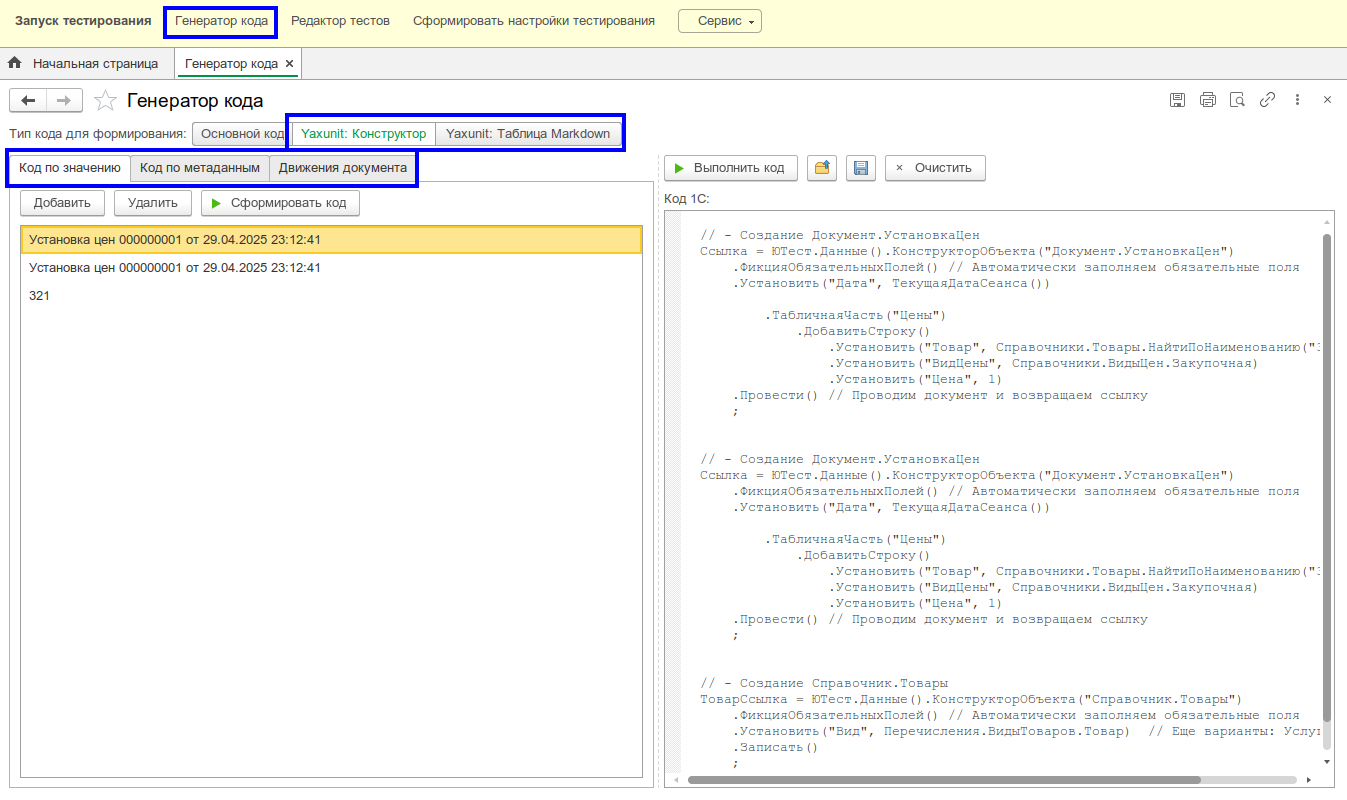 Запуск тестирования Генератор кода Редактор тестов Сформировать настройки тестирования Сервис
Начальная страница Генератор кода
Генератор кода
Тип кода для формирования: Основной код Yaxunit: Конструктор Yaxunit: Таблица Markdown
Код по значению Код по метаданным Движения документа
Добавить Удалить Сформировать код
Установка цен 000000001 от 29.04.2025 23:12:41
Установка цен 000000001 от 29.04.2025 23:12:41
321
Выполнить код Очистить
Код 1С:
// - Создание Документ.УстановкаЦен
Ссылка = ЮТест.Данные().КонструкторОбъекта("Документ.УстановкаЦен")
.ФикцияОбязательныхПолей() // Автоматически заполняем обязательные поля
.Установить("Дата", ТекущаяДатаСеанса())
.ТабличнаяЧасть("Цены")
.ДобавитьСтроку()
.Установить("Товар", Справочники.Товары.НайтиПоНаименованию("
.Установить("ВидЦены", Справочники.ВидыЦен.Закупочная)
.Установить("Цена", 1)
.Провести() // Проводим документ и возвращаем ссылку
;
// - Создание Документ.УстановкаЦен
Ссылка = ЮТест.Данные().КонструкторОбъекта("Документ.УстановкаЦен")
.ФикцияОбязательныхПолей() // Автоматически заполняем обязательные поля
.Установить("Дата", ТекущаяДатаСеанса())
.ТабличнаяЧасть("Цены")
.ДобавитьСтроку()
.Установить("Товар", Справочники.Товары.НайтиПоНаименованию("
.Установить("ВидЦены", Справочники.ВидыЦен.Закупочная)
.Установить("Цена", 1)
.Провести() // Проводим документ и возвращаем ссылку
;
// - Создание Справочник.Товары
ТоварСсылка = ЮТест.Данные().КонструкторОбъекта("Справочник.Товары")
.ФикцияОбязательныхПолей() // Автоматически заполняем обязательные поля
.Установить("Вид", Перечисления.ВидыТоваров.Товар) // Еще варианты: Услу
.Записать()
;